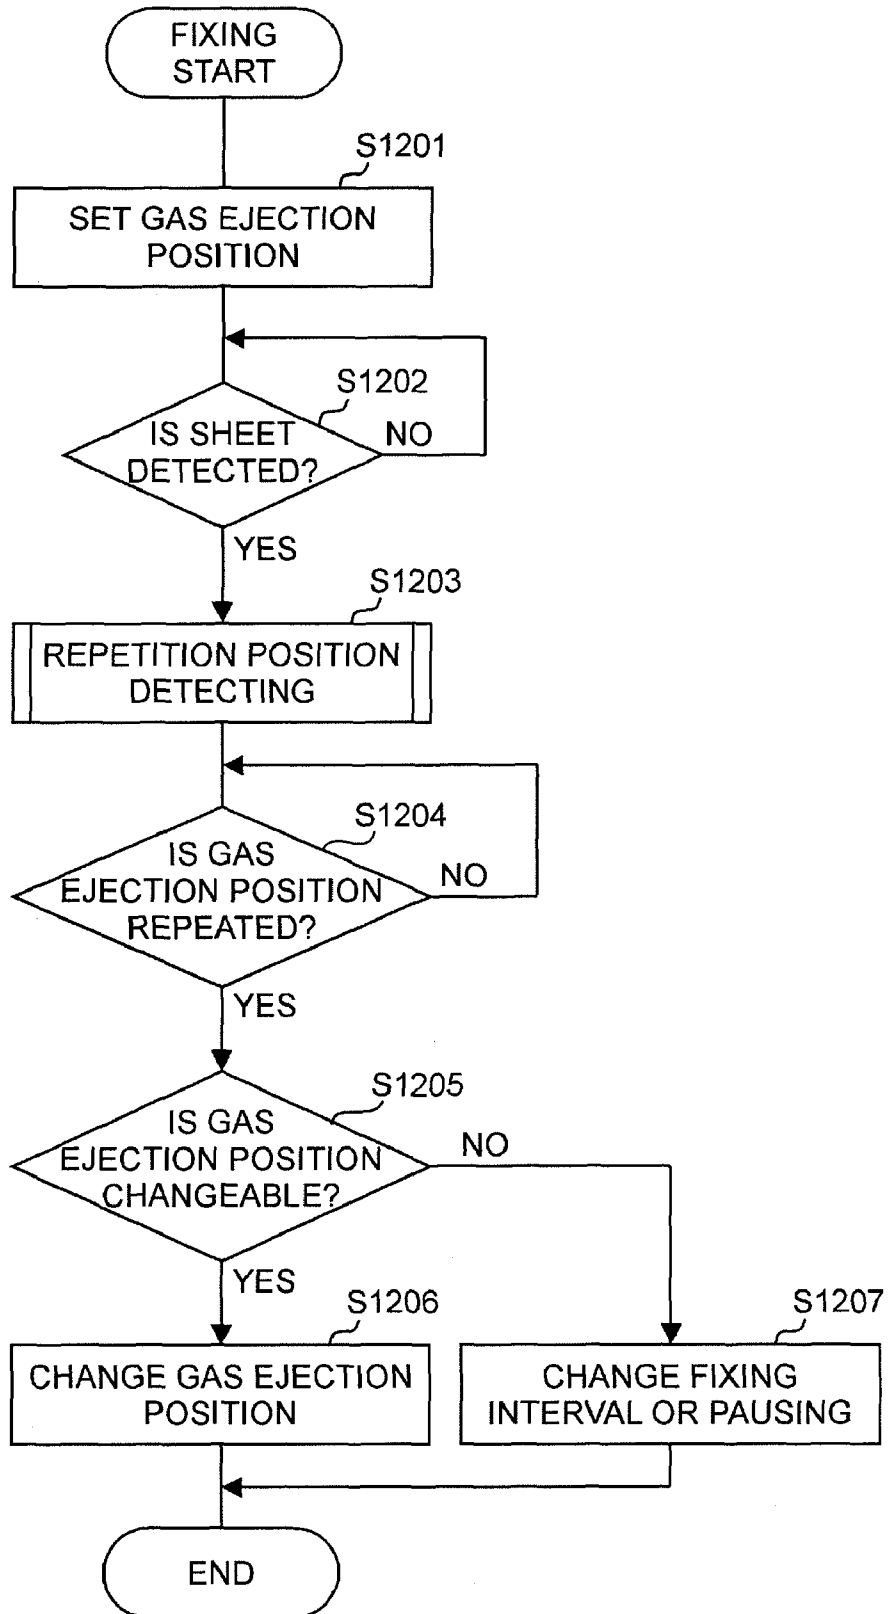 FIXING
START
S1201
SET GAS EJECTION
POSITION
S1202
IS SHEET
DETECTED?
NO
YES
S1203
REPETITION POSITION
DETECTING
S1204
IS GAS
EJECTION POSITION
REPEATED?
NO
YES
S1205
IS GAS
EJECTION POSITION
CHANGEABLE?
NO
YES
S1206
CHANGE GAS EJECTION
POSITION
S1207
CHANGE FIXING
INTERVAL OR PAUSING
END